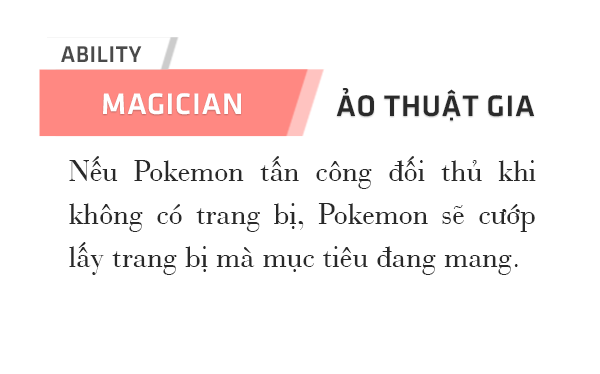 ABILITY
MAGICIAN ẢO THUẬT GIA
Nếu Pokemon tấn công đối thủ khi
không có trang bị, Pokemon sẽ cướp
lấy trang bị mà mục tiêu đang mang.